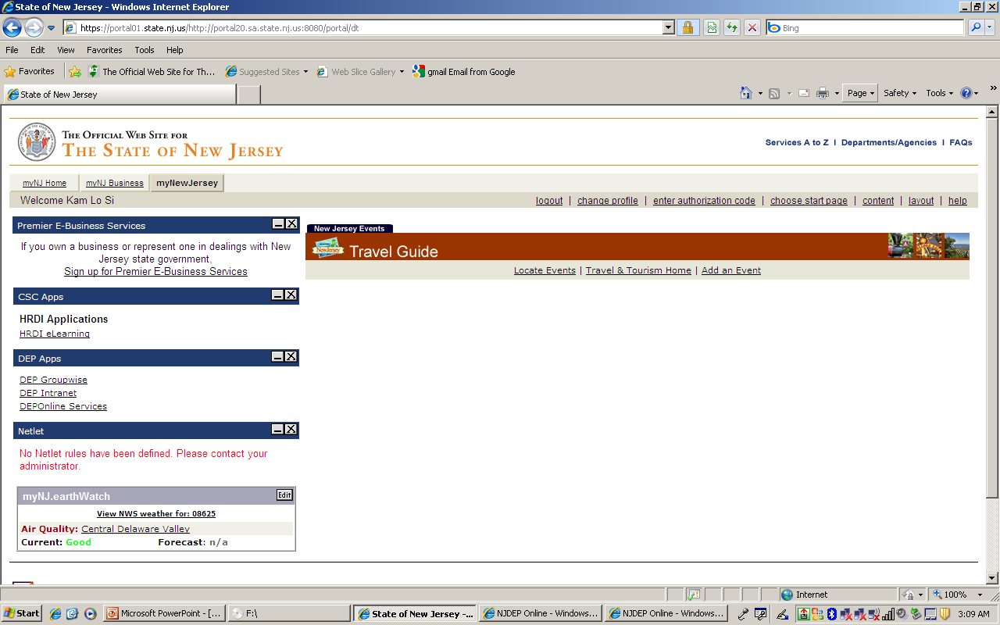 State of New Jersey - Windows Internet Explorer
https://portal01.state.nj.us/http://portal20.sa.state.nj.us:8080/portal/dt
Bing
File Edit View Favorites Tools Help
Favorites The Official Web Site for Th... Suggested Sites Web Slice Gallery gmail Email from Google
State of New Jersey
Page Safety Tools
The Official Web Site for
The State of New Jersey
Services A to Z | Departments/Agencies | FAQs
myNJ Home myNJ Business myNewJersey
Welcome Kam Lo Si
logout | change profile | enter authorization code | choose start page | content | layout | help
Premier E-Business Services
If you own a business or represent one in dealings with New
Jersey state government,
Sign up for Premier E-Business Services
New Jersey Events
Travel Guide
Locate Events | Travel & Tourism Home | Add an Event
CSC Apps
HRDI Applications
HRDI eLearning
DEP Apps
DEP Groupwise
DEP Intranet
DEPOnline Services
Netlet
No Netlet rules have been defined. Please contact your
administrator.
myNJ.earthWatch
Edit
View NWS weather for: 08625
Air Quality: Central Delaware Valley
Current: Good Forecast: n/a
Internet
100%
Start
Microsoft PowerPoint - [...
F:\
State of New Jersey -...
NJDEP Online - Windows...
NJDEP Online - Windows...
3:09 AM